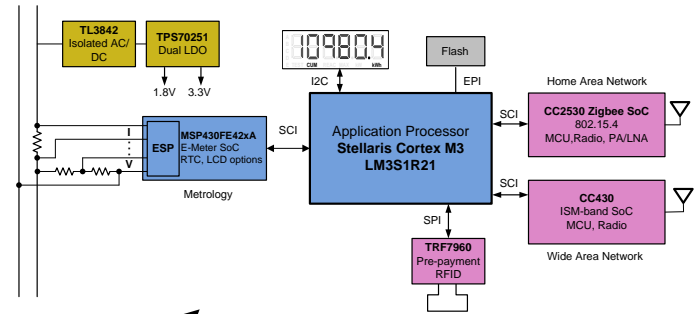 TL3842
Isolated AC/
DC
TPS70251
Dual LDO
1.8V
3.3V
10980.4
CUM
kWh
I2C
Flash
EPI
Home Area Network
CC2530 Zigbee SoC
802.15.4
MCU,Radio, PA/LNA
SCI
Application Processor
Stellaris Cortex M3
LM3S1R21
SCI
I
V
ESP
MSP430FE42xA
E-Meter SoC
RTC, LCD options
Metrology
SCI
CC430
ISM-band SoC
MCU, Radio
Wide Area Network
SPI
TRF7960
Pre-payment
RFID